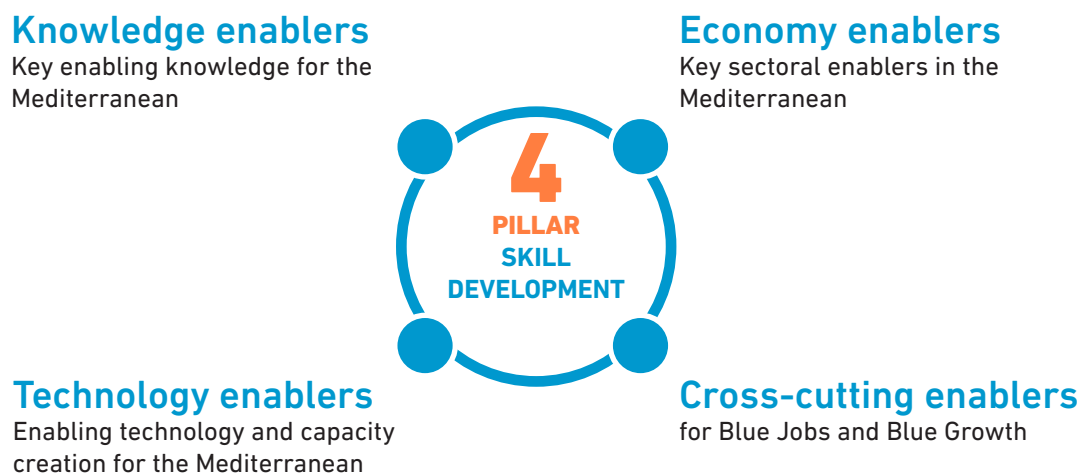 Knowledge enablers
Key enabling knowledge for the
Mediterranean
Economy enablers
Key sectoral enablers in the
Mediterranean
4
PILLAR
SKILL
DEVELOPMENT
Technology enablers
Enabling technology and capacity
creation for the Mediterranean
Cross-cutting enablers
for Blue Jobs and Blue Growth